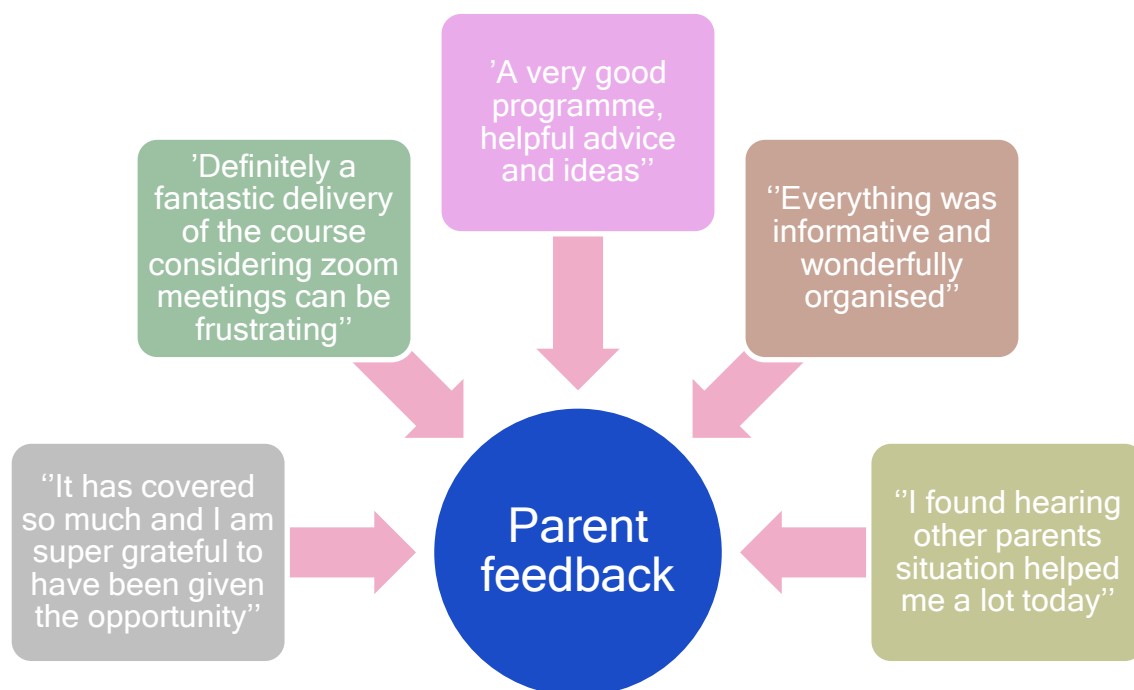 ’A very good
programme,
helpful advice
and ideas’’
’Definitely a
fantastic delivery
of the course
considering zoom
meetings can be
frustrating’’
‘’Everything was
informative and
wonderfully
organised’’
‘’It has covered
so much and I am
super grateful to
have been given
the opportunity’’
Parent
feedback
‘’I found hearing
other parents
situation helped
me a lot today’’